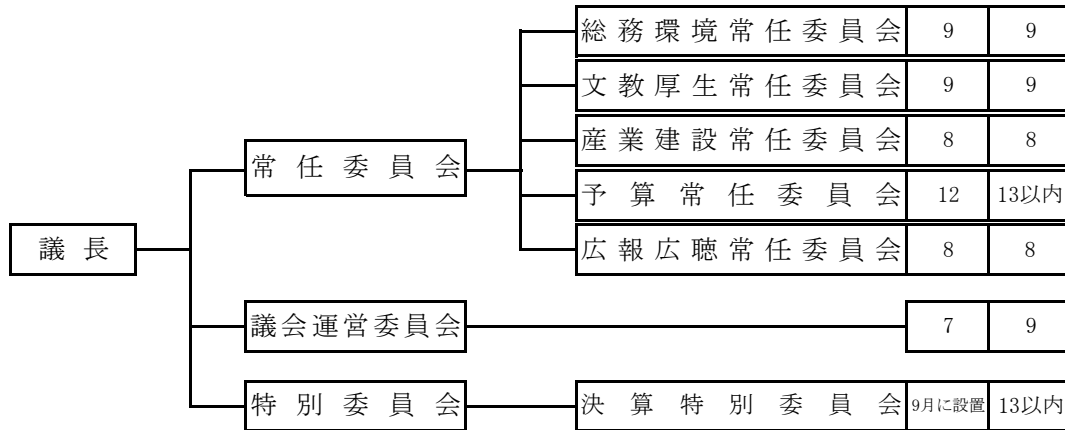 総務環境常任委員会 9 9
文教厚生常任委員会 9 9
産業建設常任委員会 8 8
常任委員会
予算常任委員会 12 13以内
議長
広報広聴常任委員会 8 8
議会運営委員会 7 9
特別委員会 決算特別委員会 9月に設置 13以内